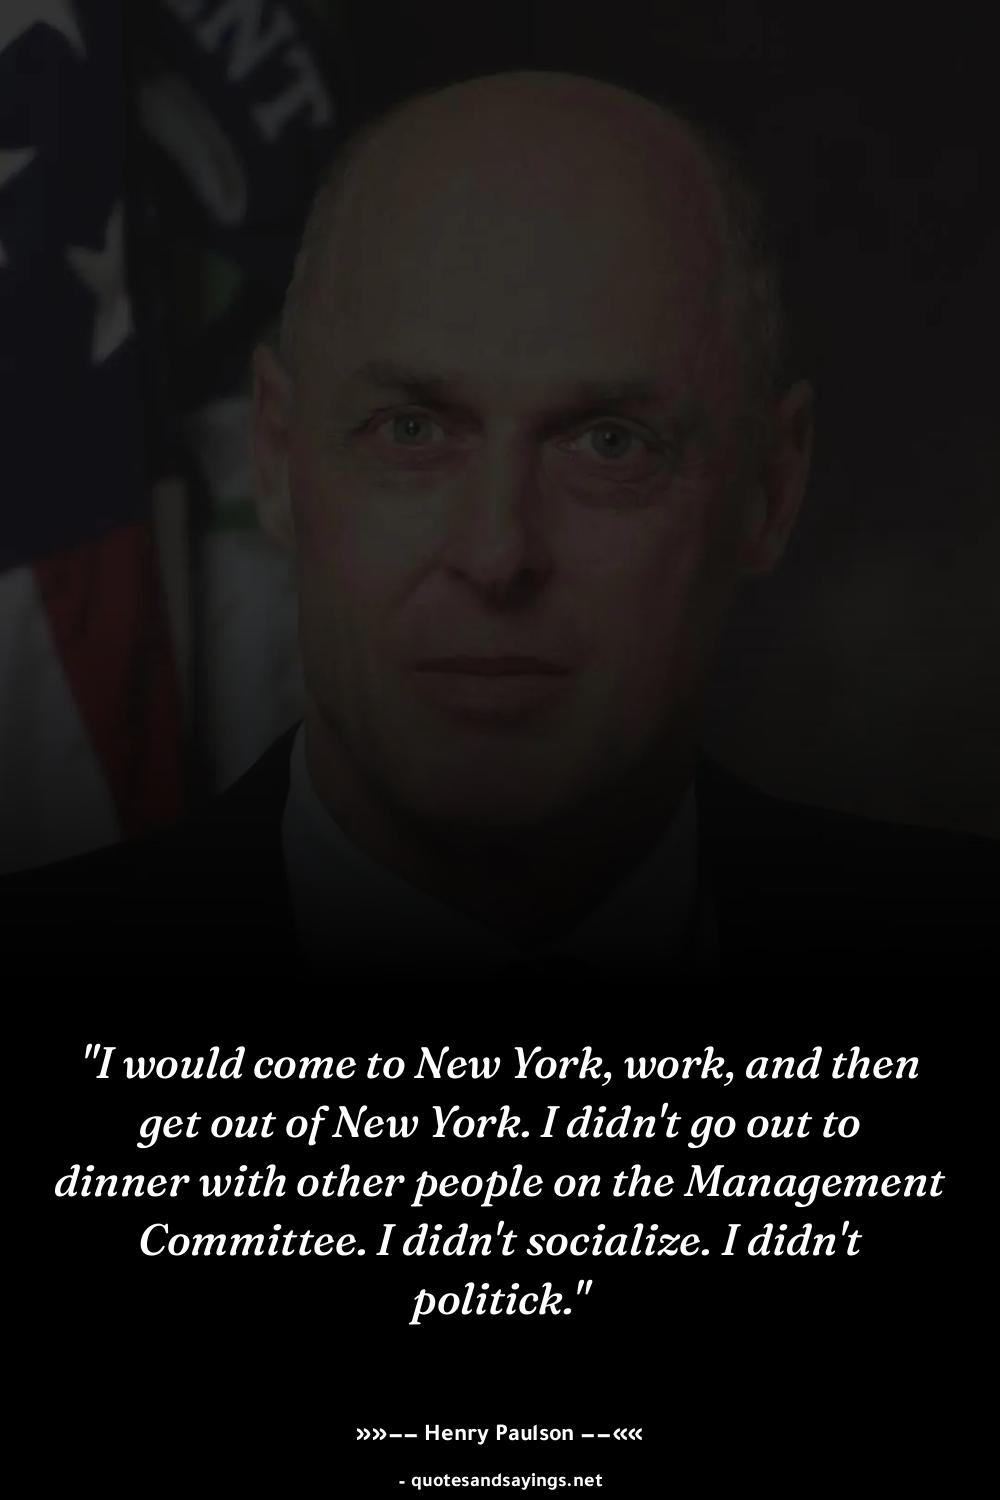 NT
"I would come to New York, work, and then
get out of New York. I didn't go out to
dinner with other people on the Management
Committee. I didn't socialize. I didn't
politick."
»»–– Henry Paulson ––««
- quotesandsayings.net